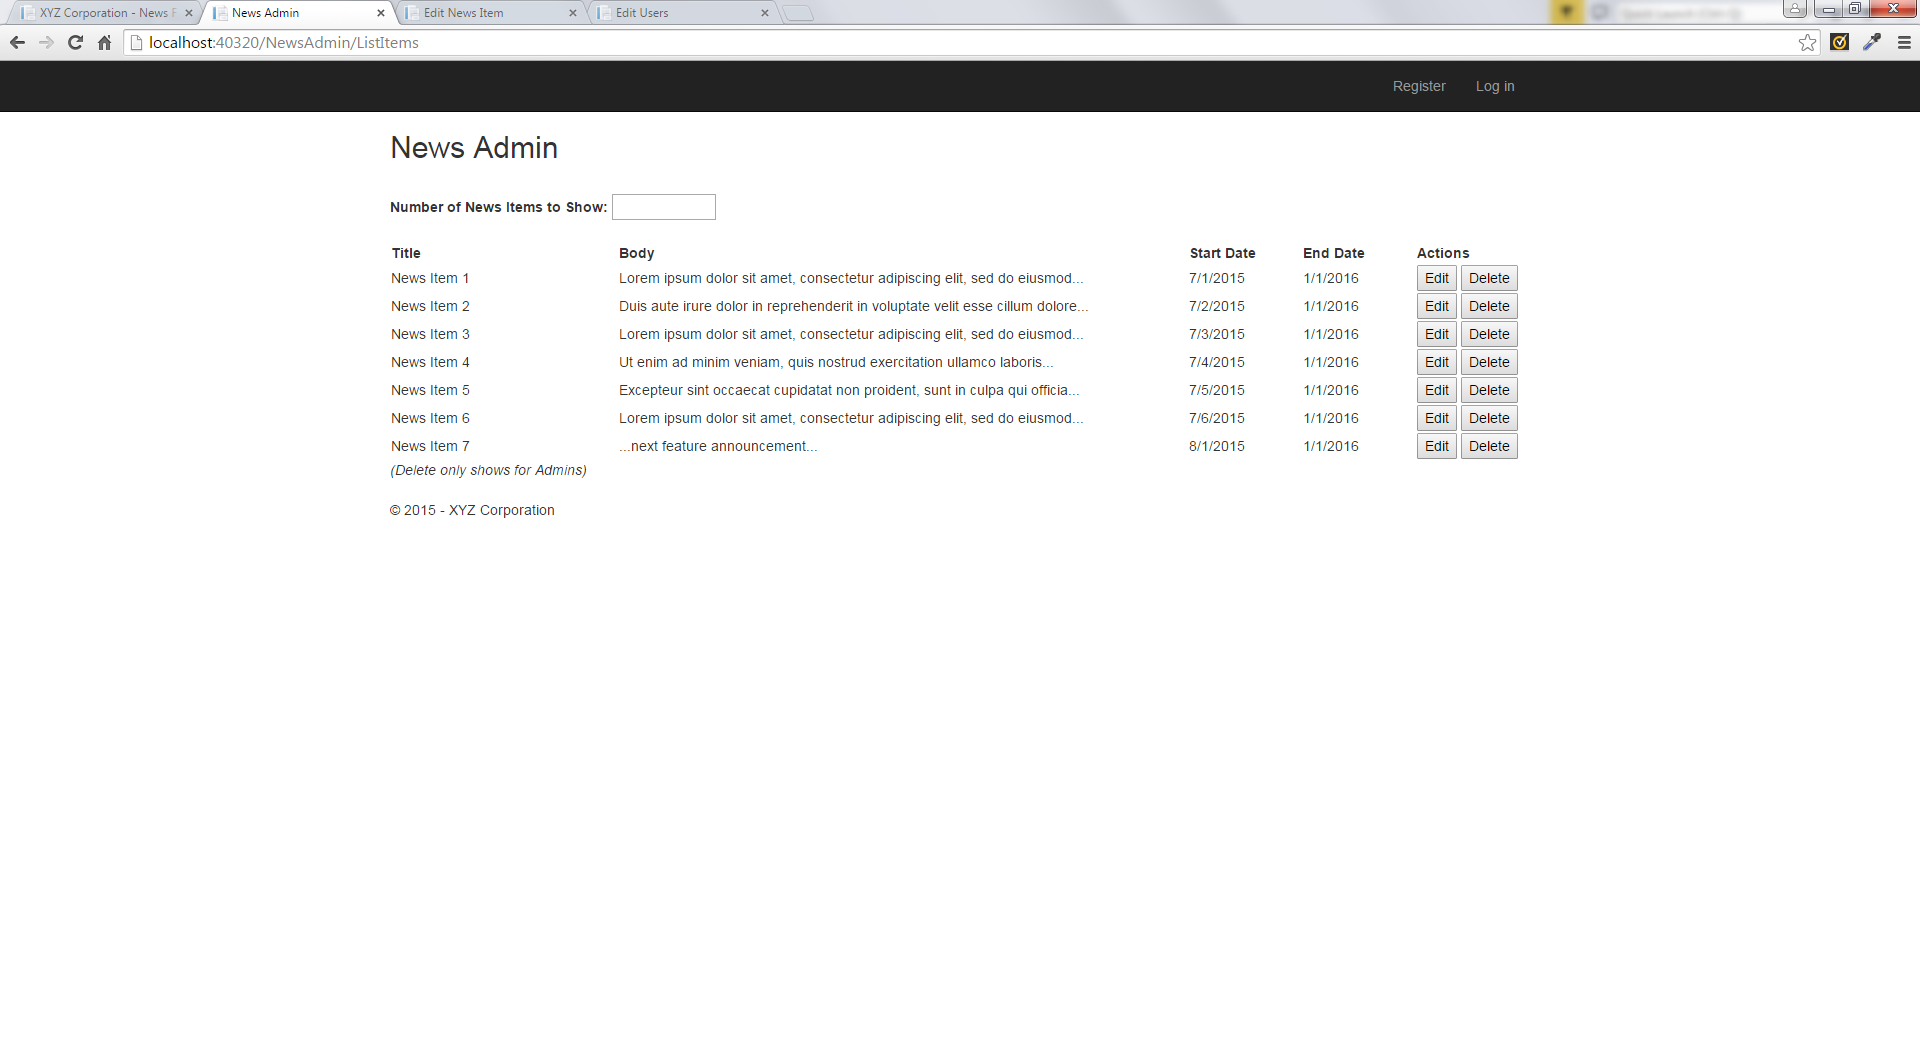 XYZ Corporation - News F
News Admin
Edit News Item
Edit Users
localhost:40320/NewsAdmin/ListItems
Register Log in
News Admin
Number of News Items to Show:
Title Body Start Date End Date Actions
News Item 1 Lorem ipsum dolor sit amet, consectetur adipiscing elit, sed do eiusmod... 7/1/2015 1/1/2016 Edit Delete
News Item 2 Duis aute irure dolor in reprehenderit in voluptate velit esse cillum dolore... 7/2/2015 1/1/2016 Edit Delete
News Item 3 Lorem ipsum dolor sit amet, consectetur adipiscing elit, sed do eiusmod... 7/3/2015 1/1/2016 Edit Delete
News Item 4 Ut enim ad minim veniam, quis nostrud exercitation ullamco laboris... 7/4/2015 1/1/2016 Edit Delete
News Item 5 Excepteur sint occaecat cupidatat non proident, sunt in culpa qui officia... 7/5/2015 1/1/2016 Edit Delete
News Item 6 Lorem ipsum dolor sit amet, consectetur adipiscing elit, sed do eiusmod... 7/6/2015 1/1/2016 Edit Delete
News Item 7 ...next feature announcement... 8/1/2015 1/1/2016 Edit Delete
(Delete only shows for Admins)
© 2015 - XYZ Corporation